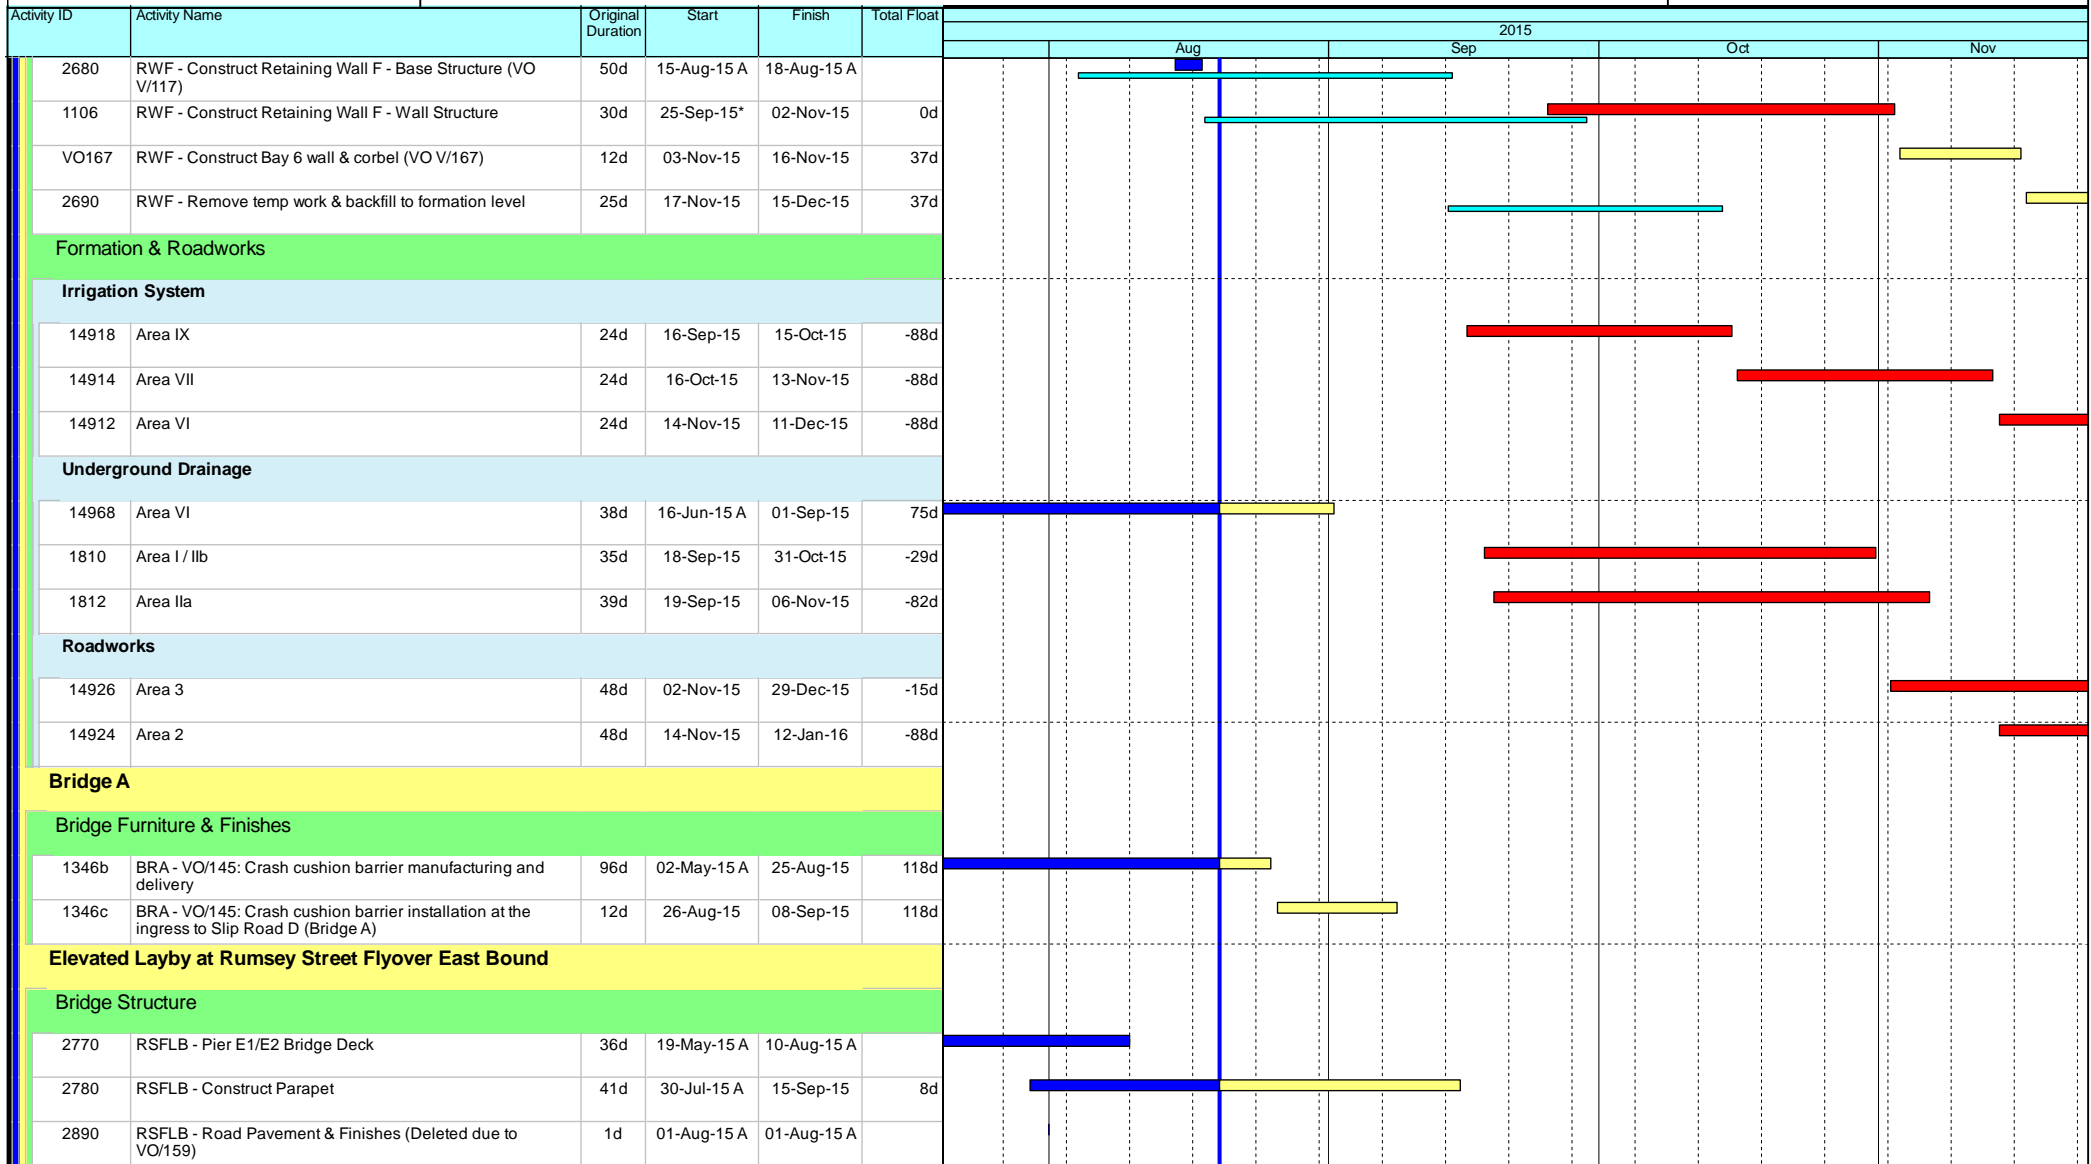 Activity ID Activity Name Original Start Finish Total Float
Duration
2015
Aug Sep Oct Nov
2680 RWF - Construct Retaining Wall F - Base Structure (VO 50d 15-Aug-15 A 18-Aug-15 A
V/117)
1106 RWF - Construct Retaining Wall F - Wall Structure 30d 25-Sep-15* 02-Nov-15 0d
VO167 RWF - Construct Bay 6 wall & corbel (VO V/167) 12d 03-Nov-15 16-Nov-15 37d
2690 RWF - Remove temp work & backfill to formation level 25d 17-Nov-15 15-Dec-15 37d
Formation & Roadworks
Irrigation System
14918 Area IX 24d 16-Sep-15 15-Oct-15 -88d
14914 Area VII 24d 16-Oct-15 13-Nov-15 -88d
14912 Area VI 24d 14-Nov-15 11-Dec-15 -88d
Underground Drainage
14968 Area VI 38d 16-Jun-15 A 01-Sep-15 75d
1810 Area I / IIb 35d 18-Sep-15 31-Oct-15 -29d
1812 Area IIa 39d 19-Sep-15 06-Nov-15 -82d
Roadworks
14926 Area 3 48d 02-Nov-15 29-Dec-15 -15d
14924 Area 2 48d 14-Nov-15 12-Jan-16 -88d
Bridge A
Bridge Furniture & Finishes
1346b BRA - VO/145: Crash cushion barrier manufacturing and 96d 02-May-15 A 25-Aug-15 118d
delivery
1346c BRA - VO/145: Crash cushion barrier installation at the 12d 26-Aug-15 08-Sep-15 118d
ingress to Slip Road D (Bridge A)
Elevated Layby at Rumsey Street Flyover East Bound
Bridge Structure
2770 RSFLB - Pier E1/E2 Bridge Deck 36d 19-May-15 A 10-Aug-15 A
2780 RSFLB - Construct Parapet 41d 30-Jul-15 A 15-Sep-15 8d
2890 RSFLB - Road Pavement & Finishes (Deleted due to 1d 01-Aug-15 A 01-Aug-15 A
VO/159)